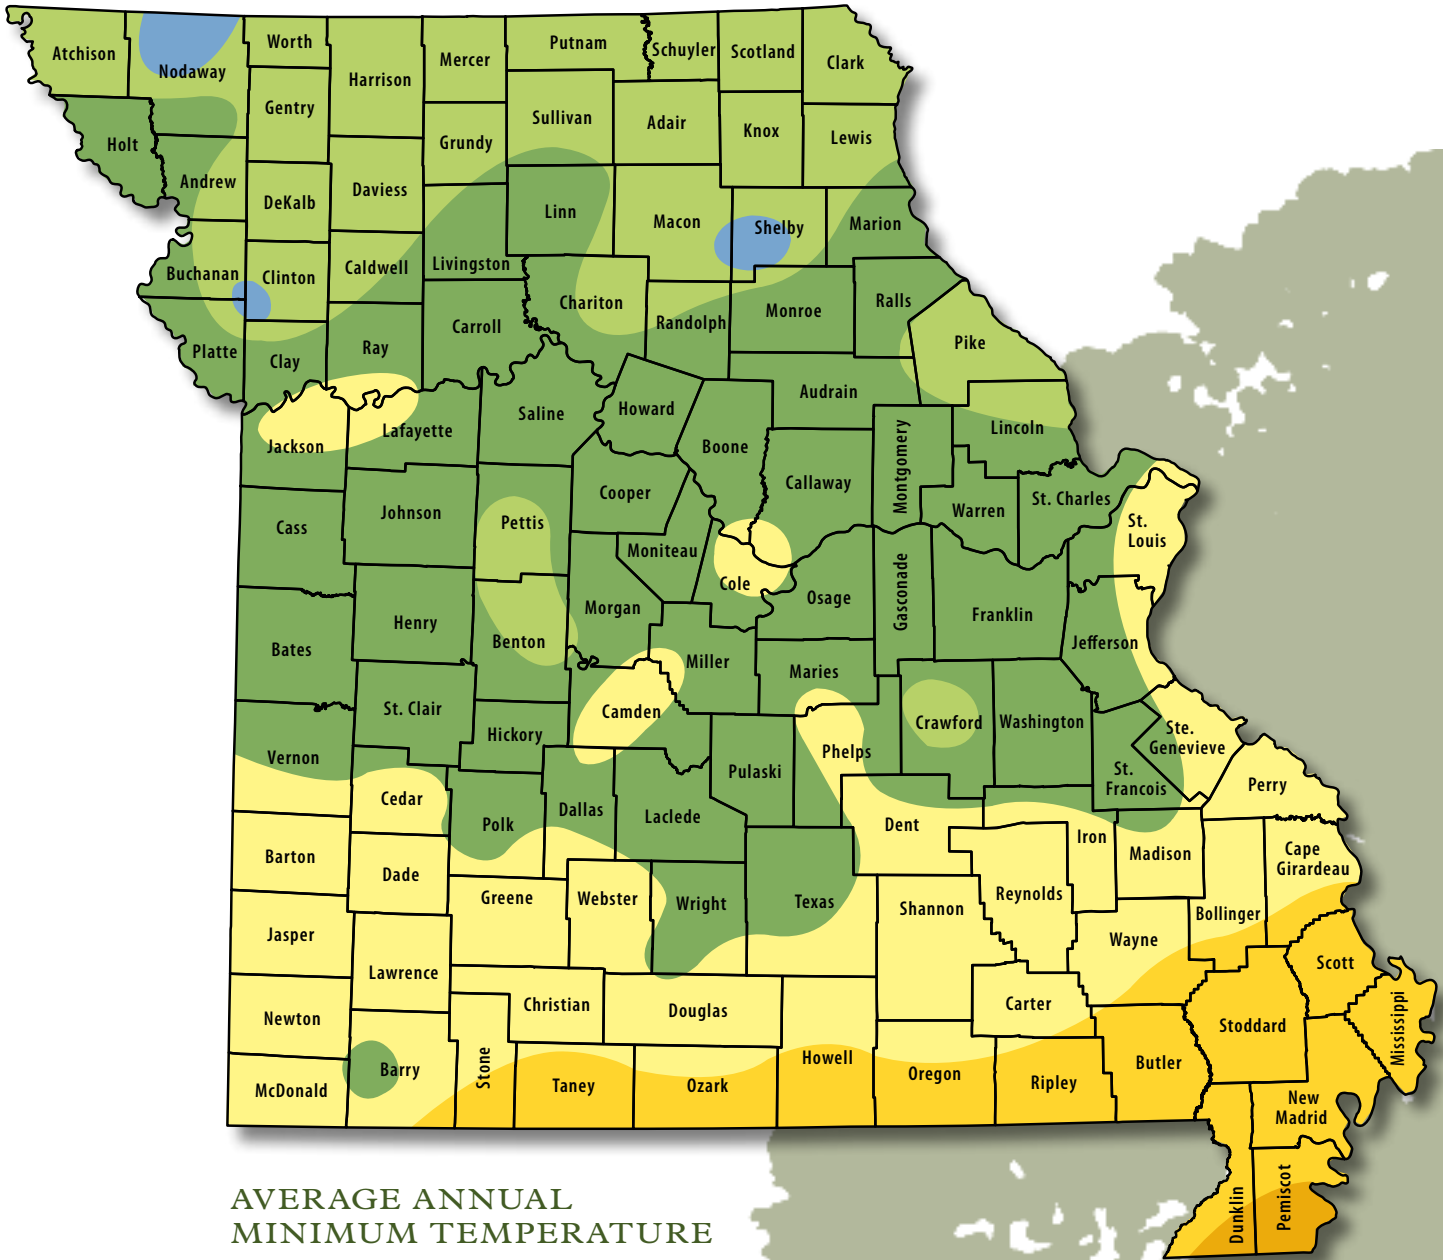 Atchison
Nodaway
Worth
Harrison
Mercer
Putnam
Schuyler
Scotland
Clark
Gentry
Sullivan
Adair
Knox
Lewis
Grundy
Holt
Andrew
DeKalb
Daviess
Linn
Macon
Shelby
Marion
Buchanan
Clinton
Caldwell
Livingston
Chariton
Randolph
Monroe
Ralls
Pike
Platte
Clay
Ray
Carroll
Audrain
Jackson
Lafayette
Saline
Howard
Boone
Callaway
Montgomery
Lincoln
Cass
Johnson
Pettis
Cooper
Moniteau
Cole
Warren
St. Charles
St.
Louis
Bates
Henry
Benton
Morgan
Miller
Osage
Gasconade
Franklin
Jefferson
Maries
Vernon
St. Clair
Hickory
Camden
Pulaski
Phelps
Crawford
Washington
Ste.
Genevieve
St.
Francois
Perry
Cedar
Polk
Dallas
Laclede
Dent
Iron
Madison
Cape
Girardeau
Barton
Dade
Greene
Webster
Wright
Texas
Shannon
Reynolds
Bollinger
Jasper
Lawrence
Wayne
Scott
Mississippi
Newton
Christian
Douglas
Carter
Stoddard
McDonald
Barry
Stone
Taney
Ozark
Howell
Oregon
Ripley
Butler
New
Madrid
Dunklin
Pemiscot
AVERAGE ANNUAL
MINIMUM TEMPERATURE